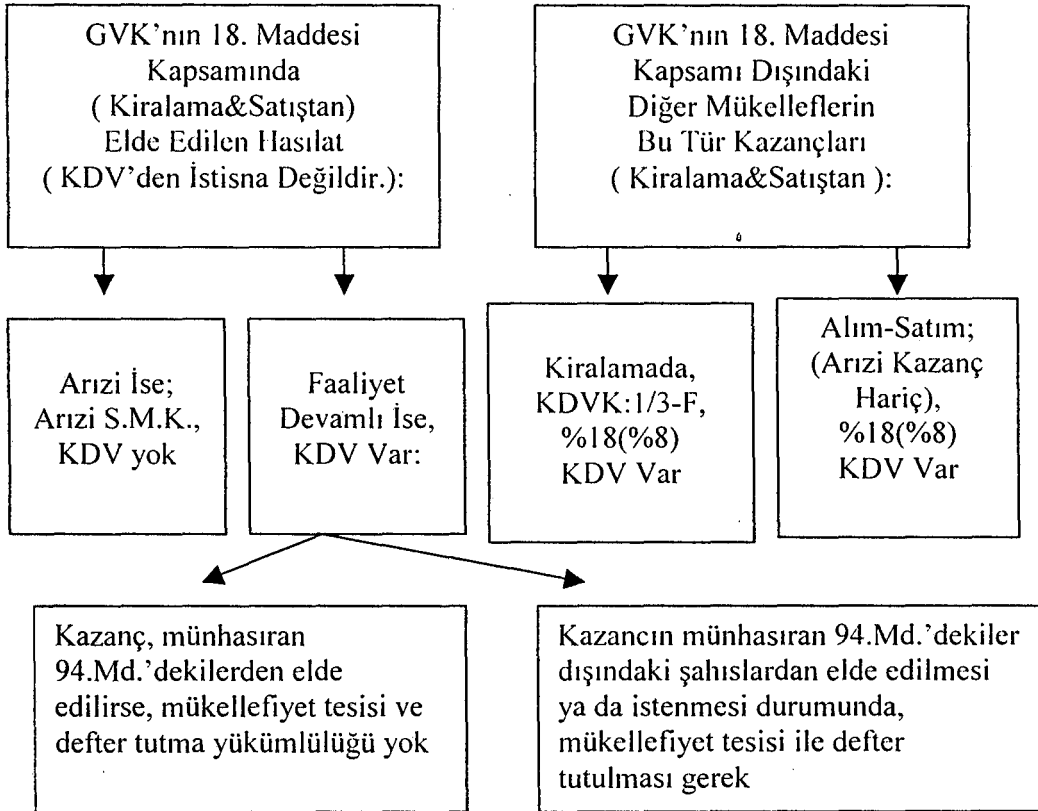 GVK’nın 18. Maddesi
Kapsamında
( Kiralama&Satıştan)
Elde Edilen Hasılat
( KDV’den İstisna Değildir.):
GVK’nın 18. Maddesi
Kapsamı Dışındaki
Diğer Mükelleflerin
Bu Tür Kazançları
( Kiralama&Satıştan ):
Arızi İse;
Arızi S.M.K.,
KDV yok
Faaliyet
Devamlı İse,
KDV Var:
Kiralamada,
KDVK:1/3-F,
%18(%8)
KDV Var
Alım-Satım;
(Arızi Kazanç
Hariç),
%18(%8)
KDV Var
Kazanç, münhasıran
94.Md.’dekilerden elde
edilirse, mükellefiyet tesisi ve
defter tutma yükümlülüğü yok
Kazancın münhasıran 94.Md.’dekiler
dışındaki şahıslardan elde edilmesi
ya da istenmesi durumunda,
mükellefiyet tesisi ile defter
tutulması gerek